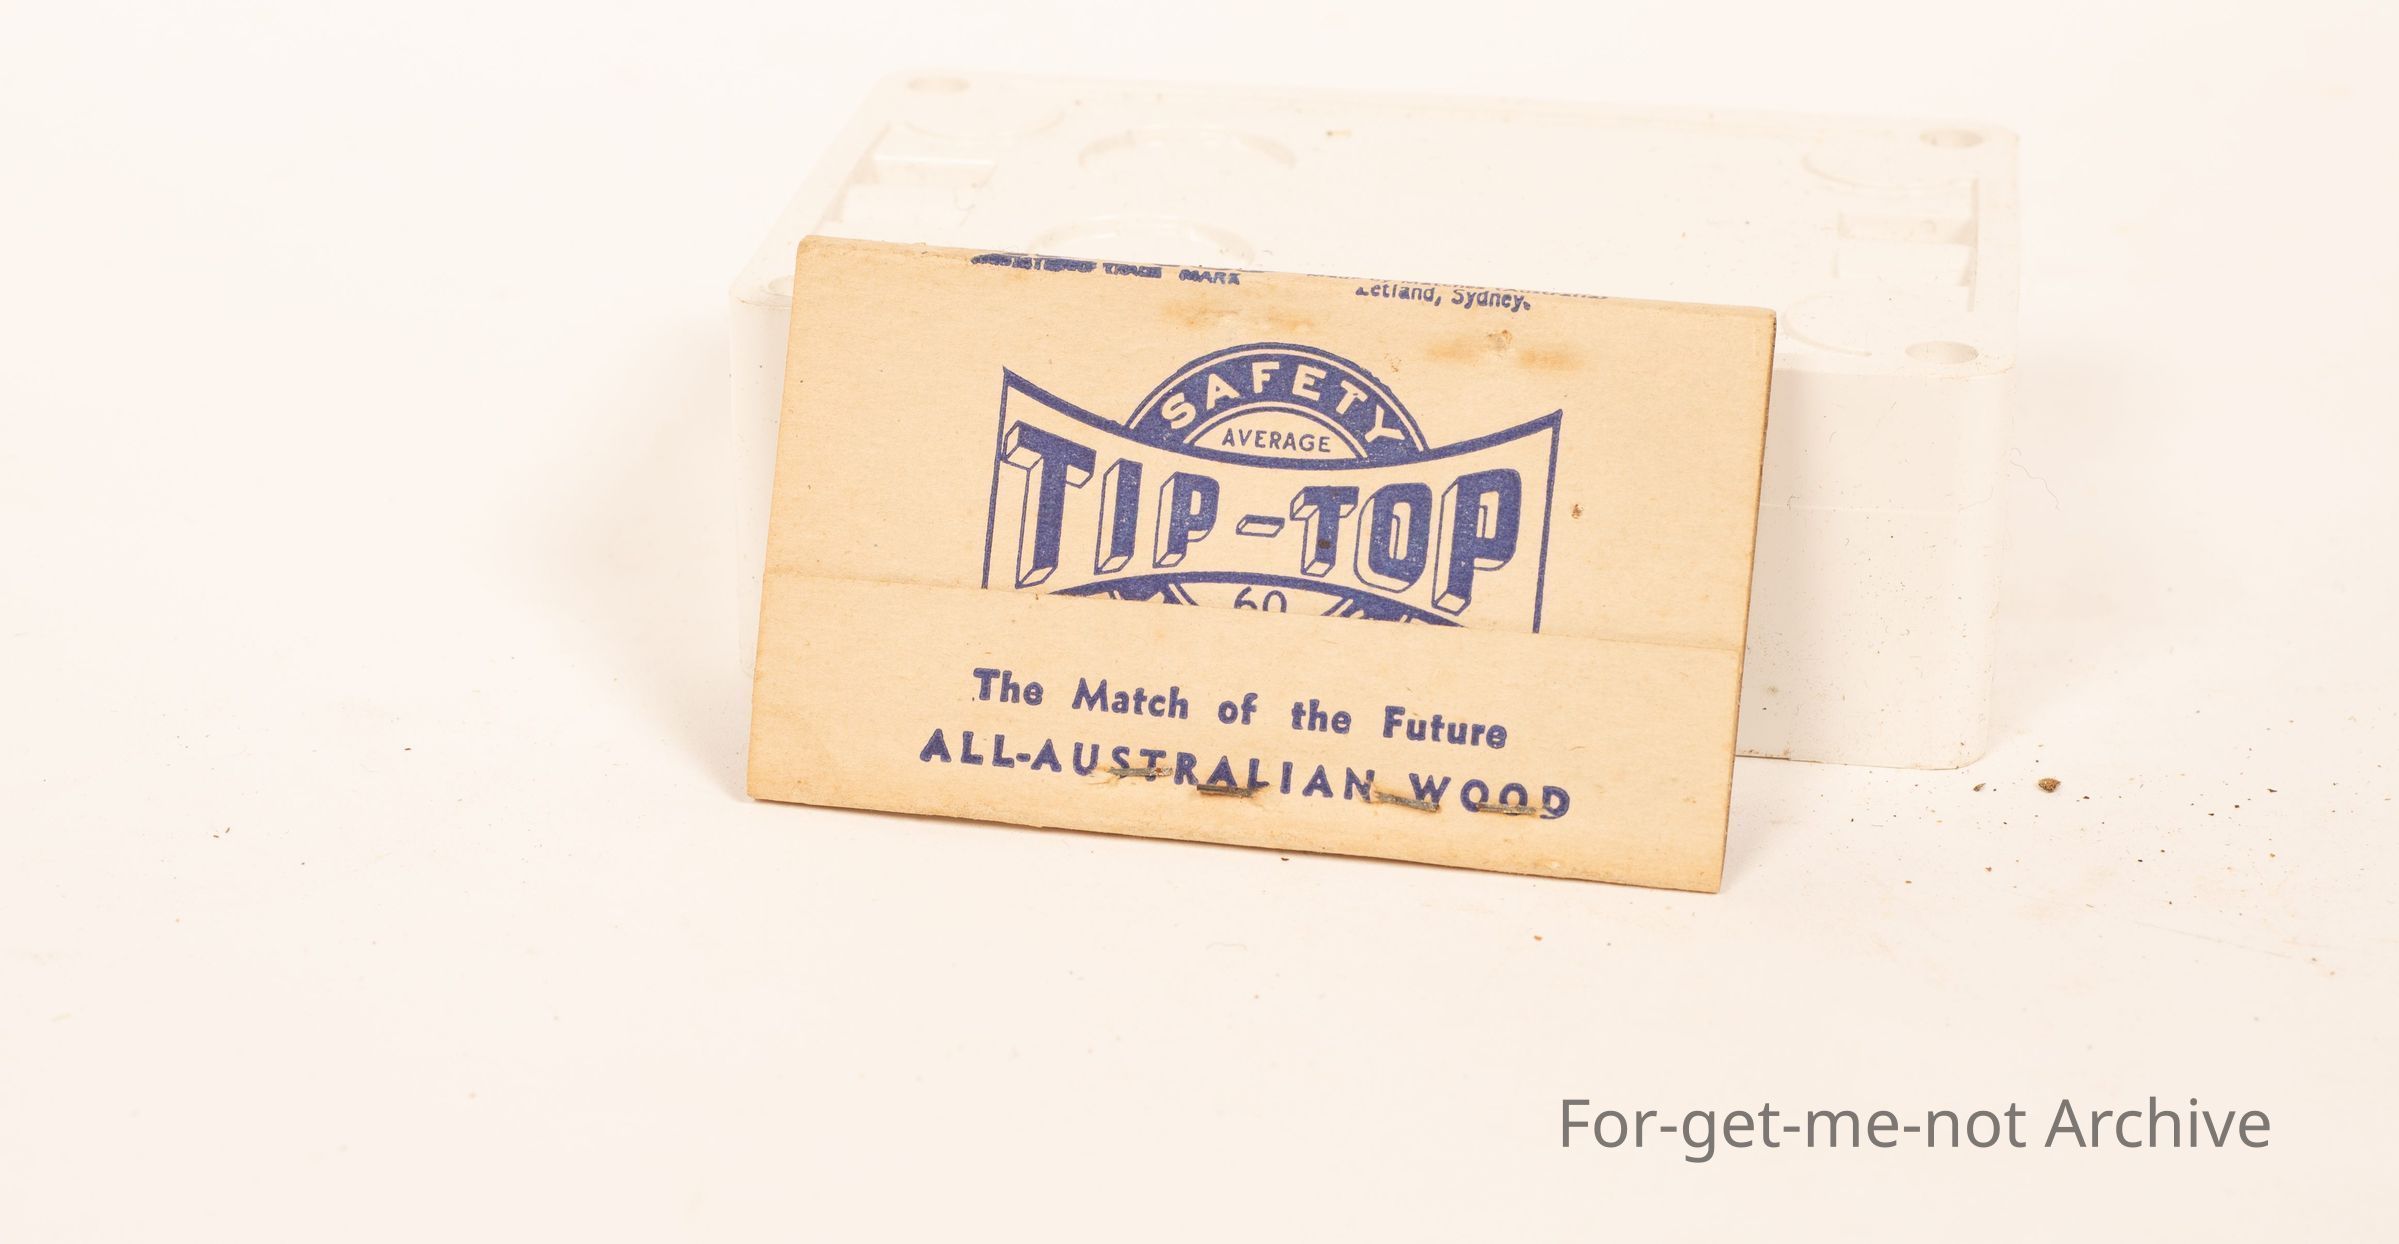 REGISTERED TRADE MARK
Zetland, Sydney.
SAFETY
AVERAGE
TIP-TOP
60
The Match of the Future
ALL-AUSTRALIAN WOOD
For-get-me-not Archive